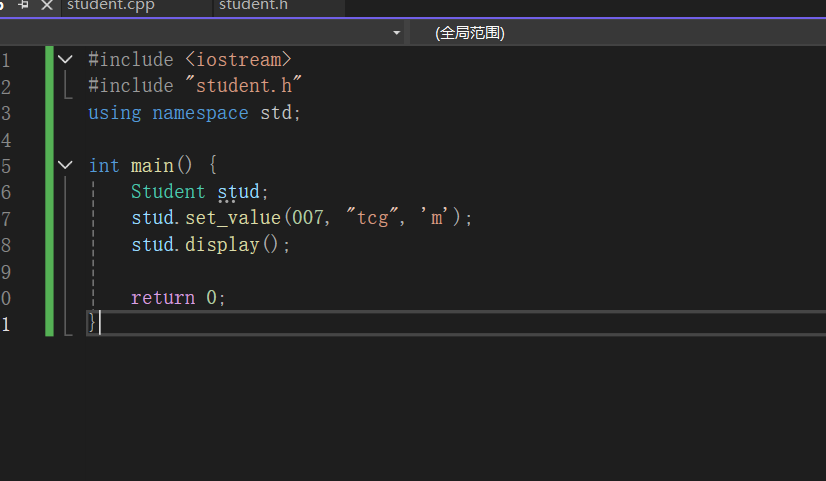 student.cpp student.h
(全局范围)
1 #include <iostream>
2 #include "student.h"
3 using namespace std;
4
5 int main() {
6 Student stud;
7 stud.set_value(007, "tcg", 'm');
8 stud.display();
9
0 return 0;
1 }